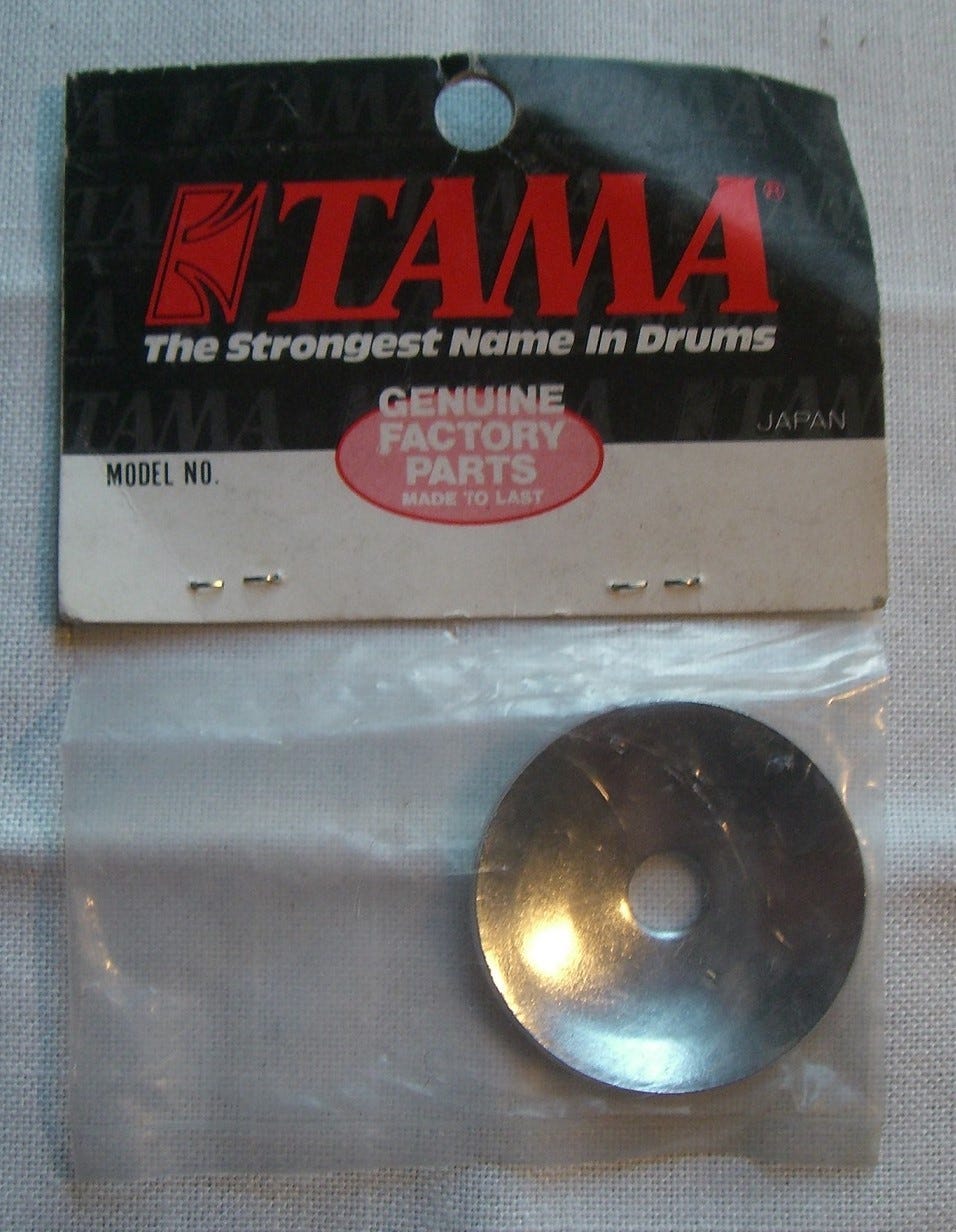 TAMA®
The Strongest Name In Drums
GENUINE
FACTORY
PARTS
MADE TO LAST
JAPAN
MODEL NO.